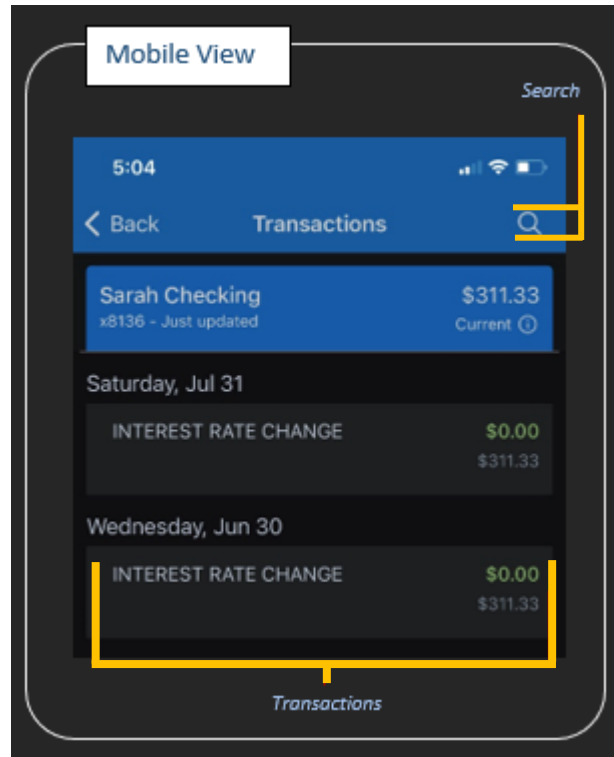 Mobile View
Search
5:04
Back Transactions
Sarah Checking $311.33
x8136 - Just updated Current
Saturday, Jul 31
INTEREST RATE CHANGE $0.00
$311.33
Wednesday, Jun 30
INTEREST RATE CHANGE $0.00
$311.33
Transactions